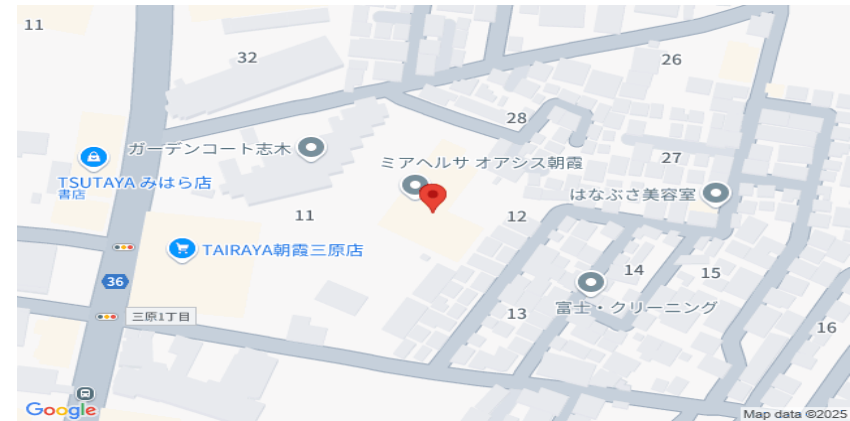 11
32
26
28
ガーデンコート志木
ミアヘルサ オアシス朝霞
27
TSUTAYA みはら店
書店
はなぶさ美容室
11
12
TAIRAYA朝霞三原店
14
15
36
13
富士・クリーニング
三原1丁目
16
Google
Map data ©2025